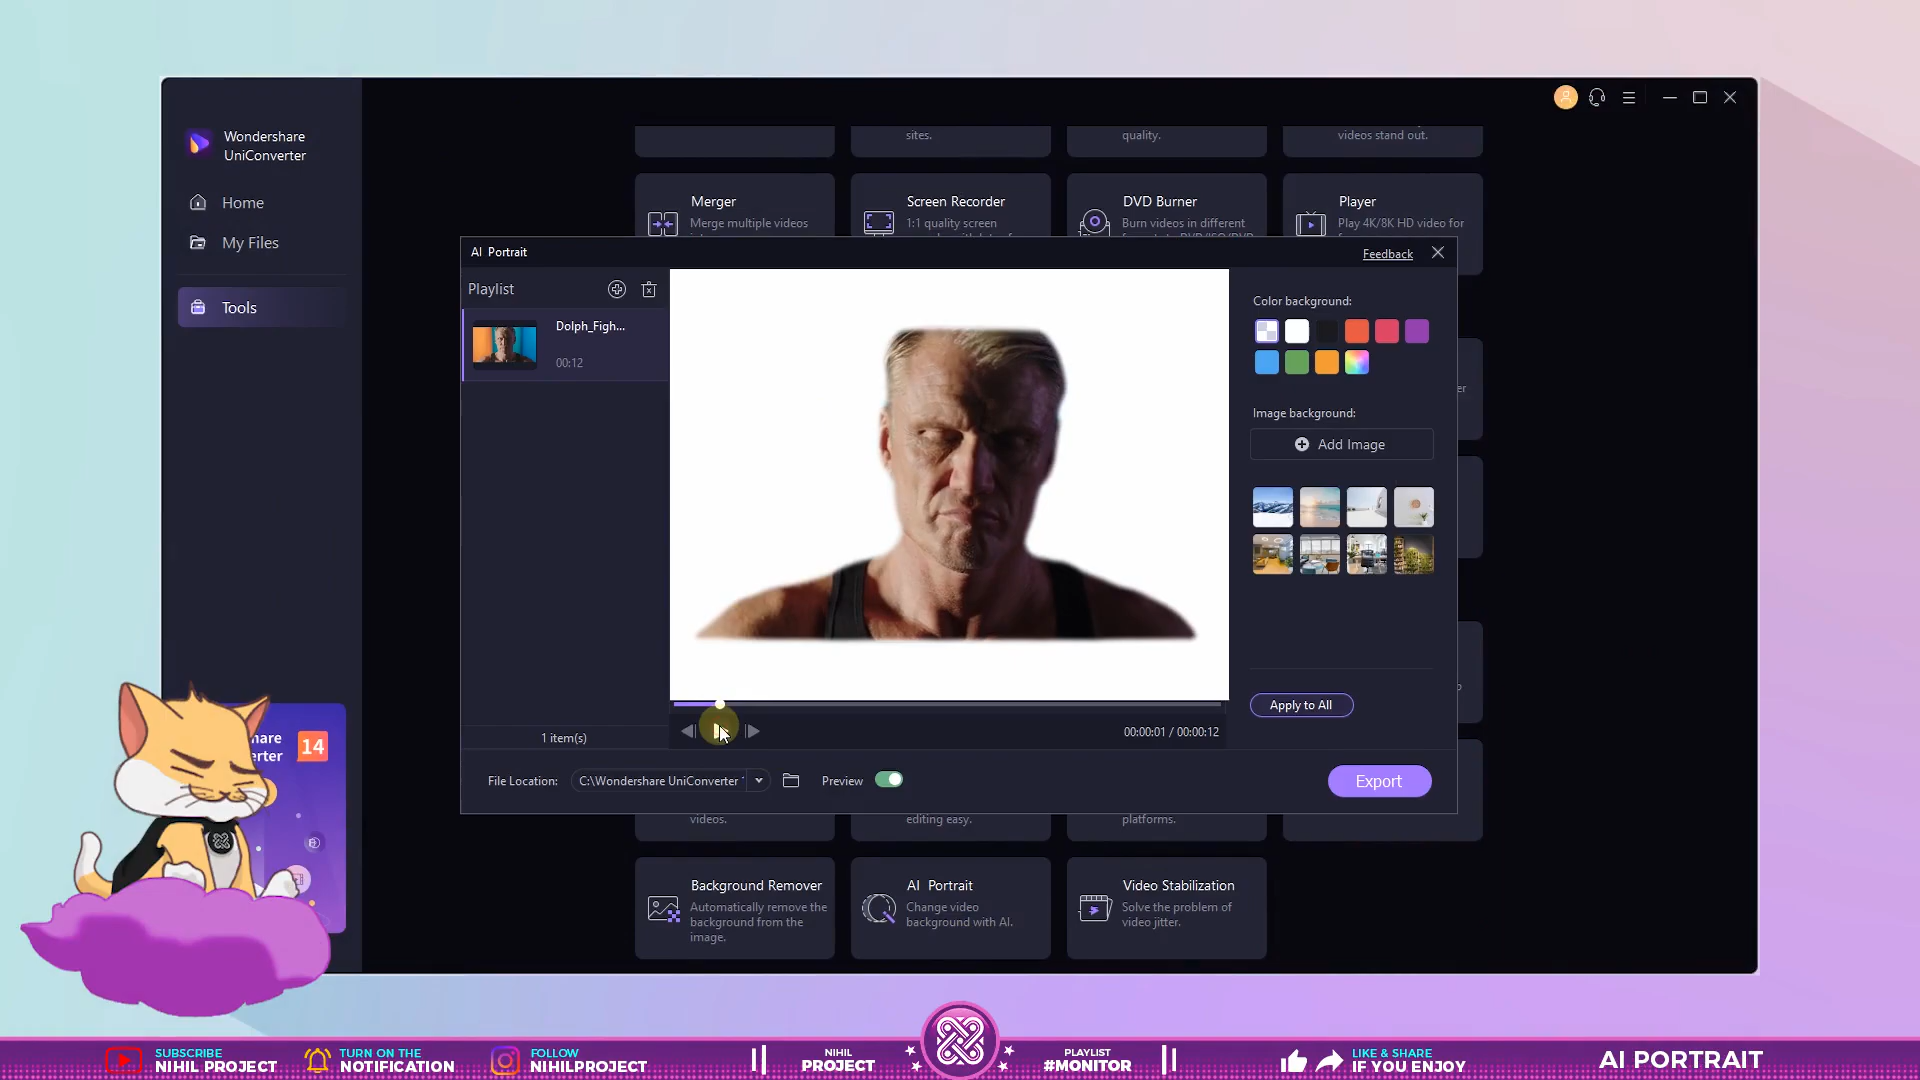 Wondershare
UniConverter
Home
My Files
Tools
hare
erter
14
sites.
quality.
videos stand out.
Merger
Merge multiple videos
Screen Recorder
1:1 quality screen
DVD Burner
Burn videos in different
Player
Play 4K/8K HD video for
AI Portrait
Feedback
Playlist
Dolph_Figh...
00:12
1 item(s)
Color background:
Image background:
Add Image
Apply to All
00:00:01 / 00:00:12
File Location:
C:\Wondershare UniConverter
Preview
Export
er
videos.
editing easy.
platforms.
Background Remover
Automatically remove the
background from the
image.
AI Portrait
Change video
background with AI.
Video Stabilization
Solve the problem of
video jitter.
SUBSCRIBE
NIHIL PROJECT
TURN ON THE
NOTIFICATION
FOLLOW
NIHILPROJECT
NIHIL
PROJECT
PLAYLIST
#MONITOR
LIKE & SHARE
IF YOU ENJOY
AI PORTRAIT